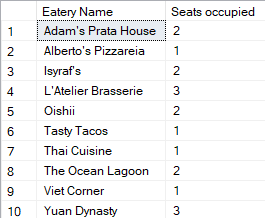 Eatery Name Seats occupied
1 Adam's Prata House 2
2 Alberto's Pizzareia 1
3 Isyraf's 2
4 L'Atelier Brasserie 3
5 Oishii 2
6 Tasty Tacos 1
7 Thai Cuisine 1
8 The Ocean Lagoon 2
9 Viet Corner 1
10 Yuan Dynasty 3